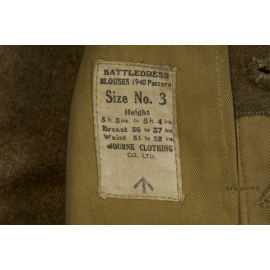 BATTLEDRESS
BLOUSES 1940 Pattern
Size No. 3
Height
5 ft 3 ins. to 5 ft. 4 ins.
Breast 36 to 37 ins
Waist 31 to 32 ins.
MOURNE CLOTHING
CO. LTD.